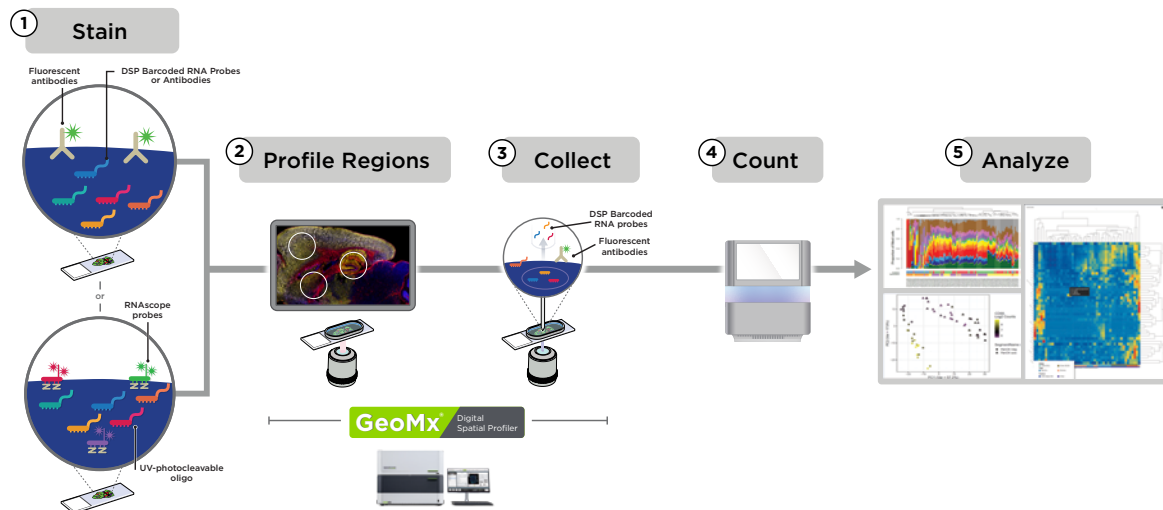 1 Stain
Fluorescent
antibodies
DSP Barcoded RNA Probes
or Antibodies
or
RNAscope
probes
UV-photocleavable
oligo
2 Profile Regions
3 Collect
DSP Barcoded
RNA probes
Fluorescent
antibodies
GeoMx®
Digital
Spatial Profiler
4 Count
5 Analyze